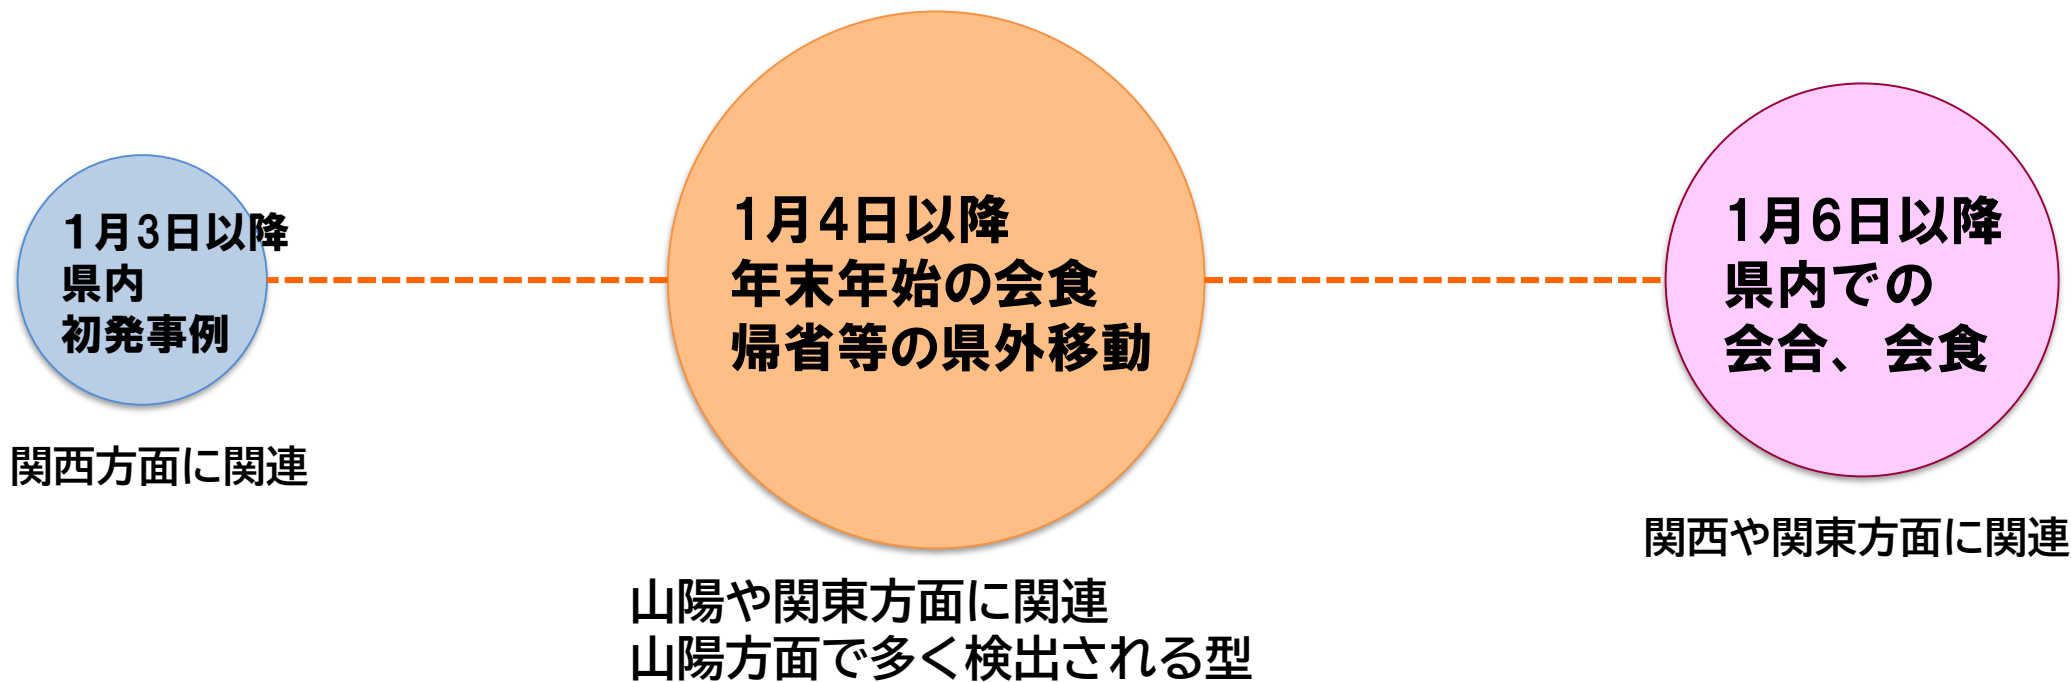 1月3日以降
県内
初発事例
関西方面に関連
1月4日以降
年末年始の会食
帰省等の県外移動
山陽や関東方面に関連
山陽方面で多く検出される型
1月6日以降
県内での
会合、会食
関西や関東方面に関連